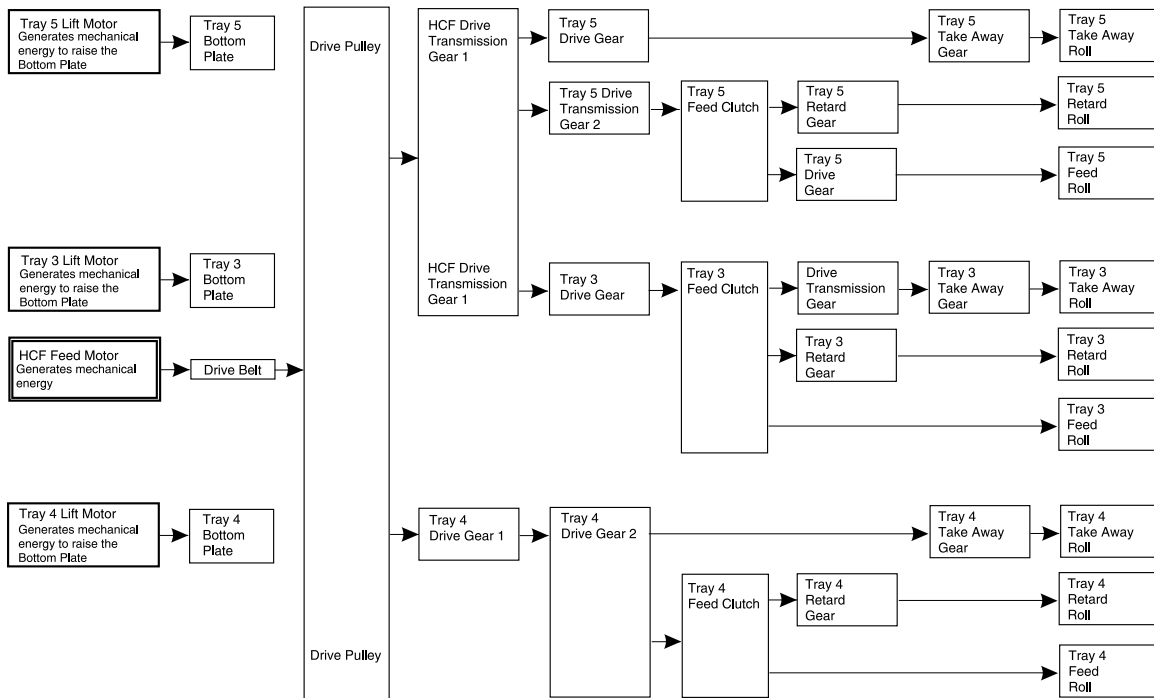 Tray 5 Lift Motor
Generates mechanical
energy to raise the
Bottom Plate
Tray 5
Bottom
Plate
Drive Pulley
HCF Drive
Transmission
Gear 1
Tray 5
Drive Gear
Tray 5
Take Away
Gear
Tray 5
Take Away
Roll
Tray 5 Drive
Transmission
Gear 2
Tray 5
Feed Clutch
Tray 5
Retard
Gear
Tray 5
Retard
Roll
Tray 5
Drive
Gear
Tray 5
Feed
Roll
Tray 3 Lift Motor
Generates mechanical
energy to raise the
Bottom Plate
Tray 3
Bottom
Plate
HCF Drive
Transmission
Gear 1
Tray 3
Drive Gear
Tray 3
Feed Clutch
Drive
Transmission
Gear
Tray 3
Take Away
Gear
Tray 3
Take Away
Roll
HCF Feed Motor
Generates mechanical
energy
Drive Belt
Tray 3
Retard
Gear
Tray 3
Retard
Roll
Tray 3
Feed
Roll
Tray 4 Lift Motor
Generates mechanical
energy to raise the
Bottom Plate
Tray 4
Bottom
Plate
Tray 4
Drive Gear 1
Tray 4
Drive Gear 2
Tray 4
Take Away
Gear
Tray 4
Take Away
Roll
Tray 4
Feed Clutch
Tray 4
Retard
Gear
Tray 4
Retard
Roll
Drive Pulley
Tray 4
Feed
Roll